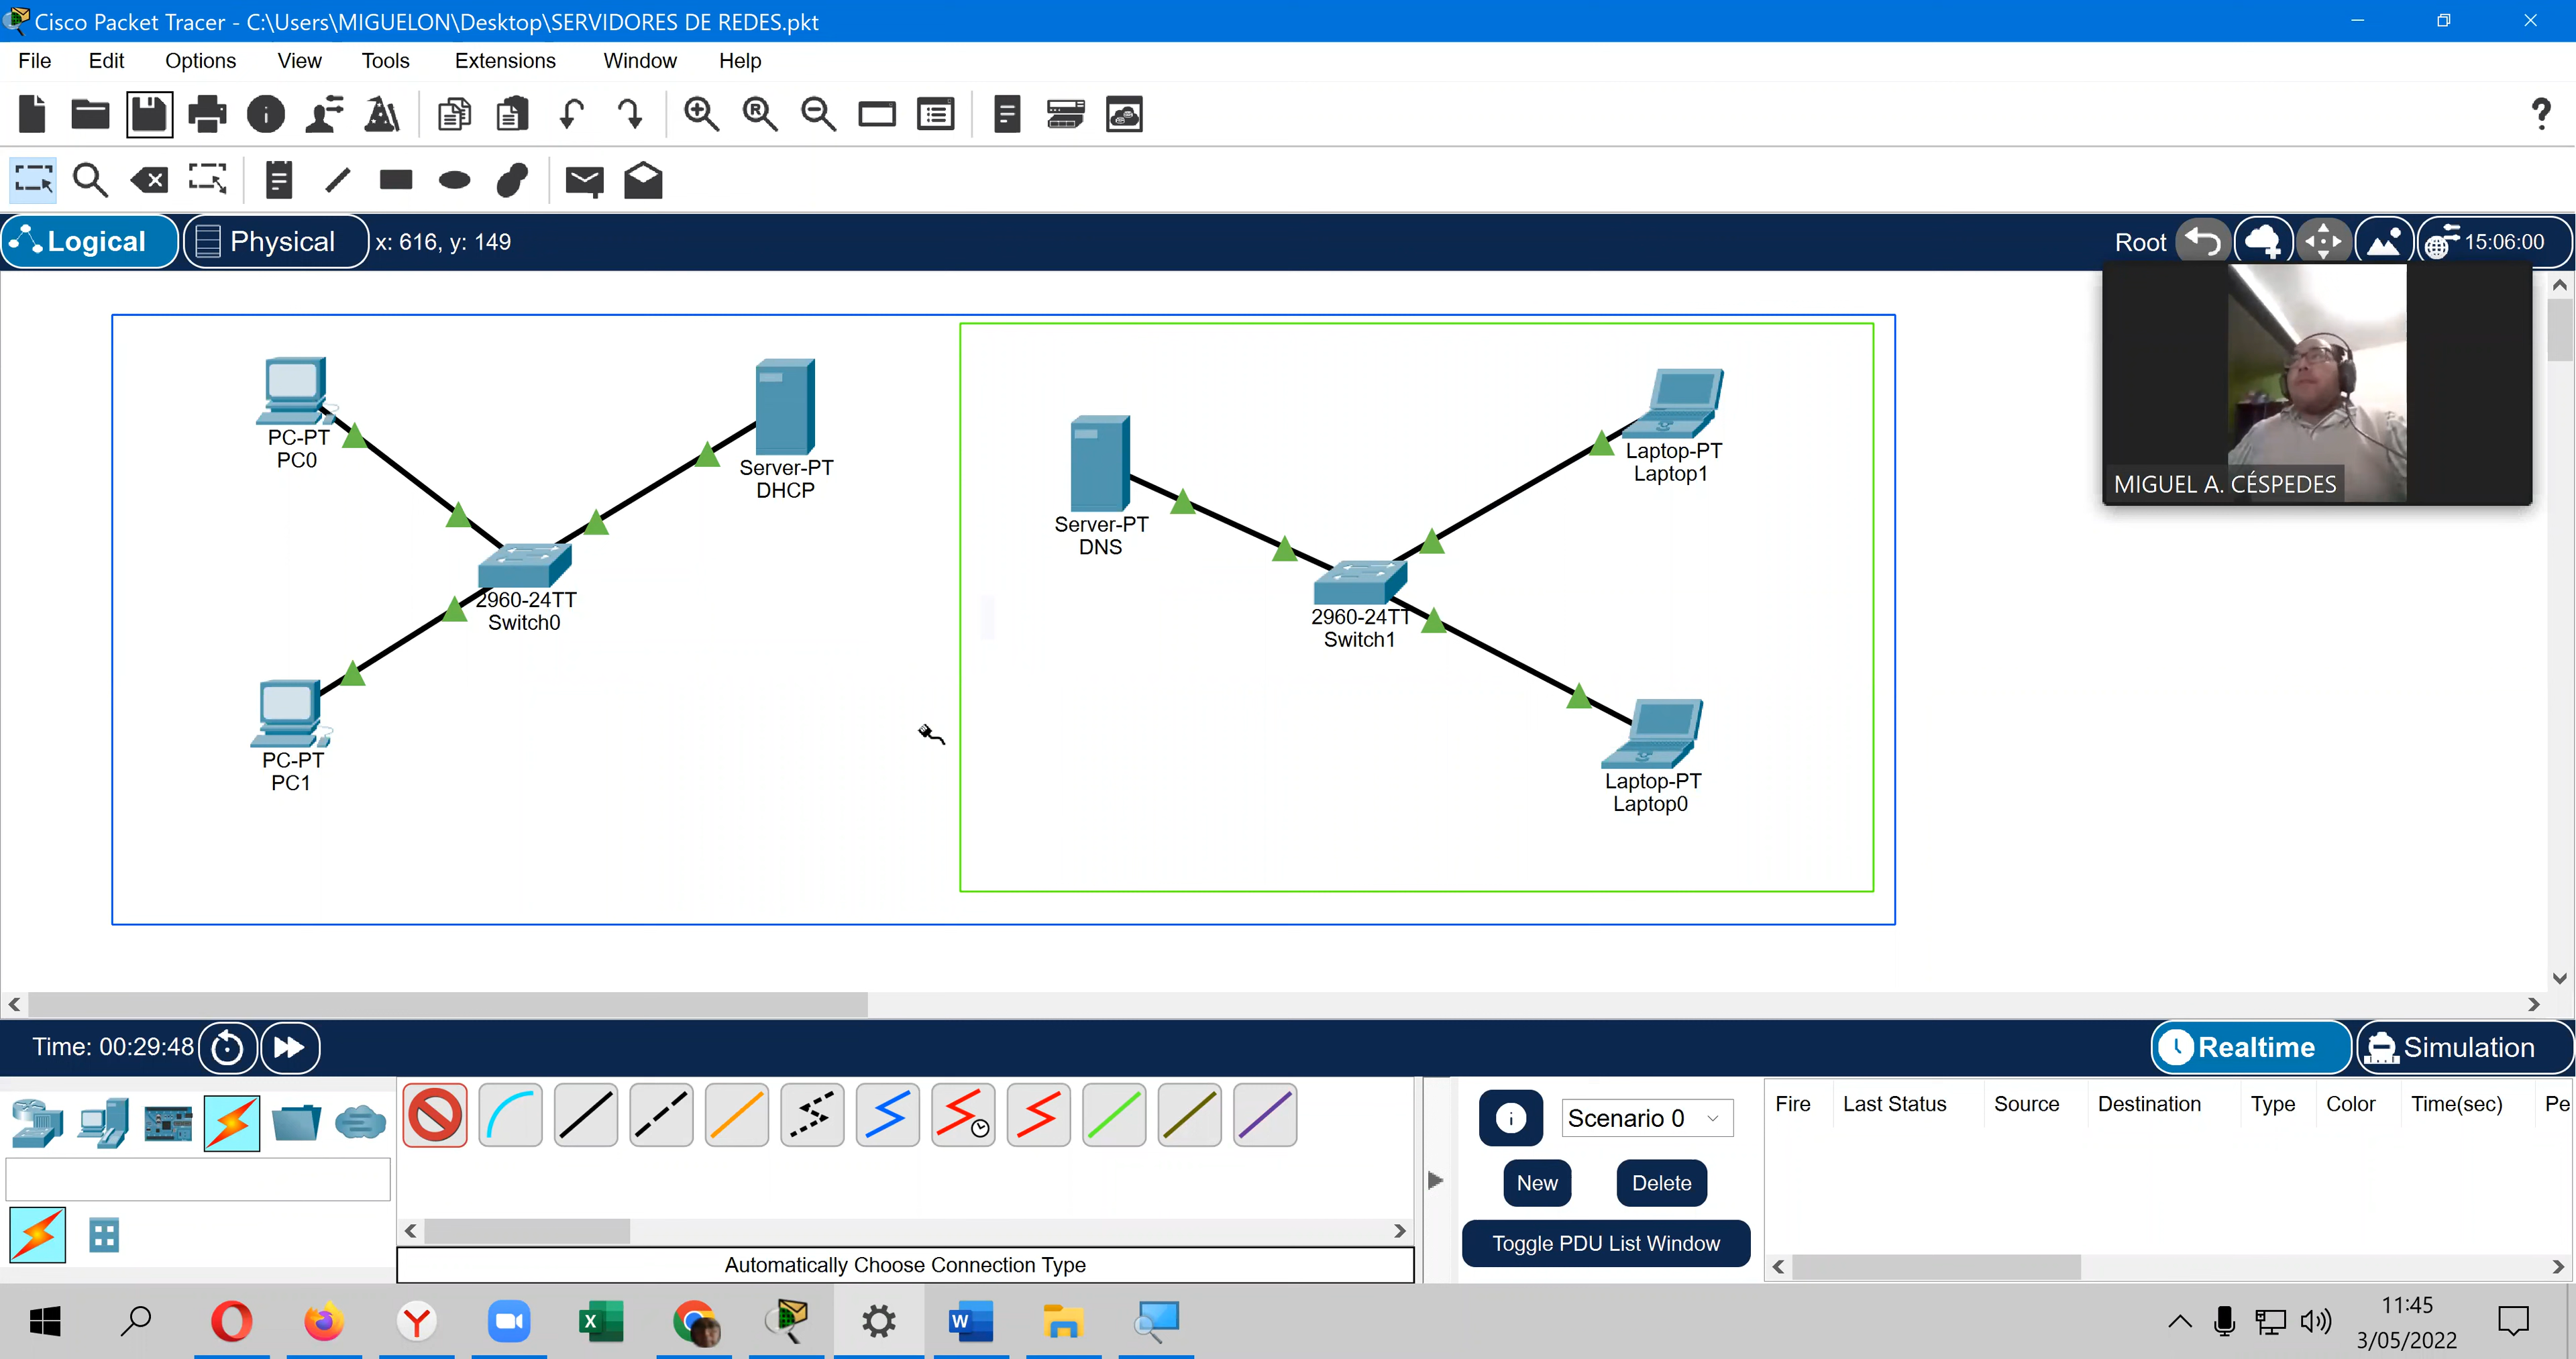 Cisco Packet Tracer - C:\Users\MIGUELON\Desktop\SERVIDORES DE REDES.pkt
File Edit Options View Tools Extensions Window Help
Logical Physical x: 616, y: 149 Root 15:06:00
MIGUEL A. CÉSPEDES
PC-PT
PC0
Server-PT
DHCP
2960-24TT
Switch0
PC-PT
PC1
Server-PT
DNS
Laptop-PT
Laptop1
2960-24TT
Switch1
Laptop-PT
Laptop0
Time: 00:29:48 Realtime Simulation
Scenario 0
New Delete
Toggle PDU List Window
Fire Last Status Source Destination Type Color Time(sec) Pe
Automatically Choose Connection Type
11:45
3/05/2022